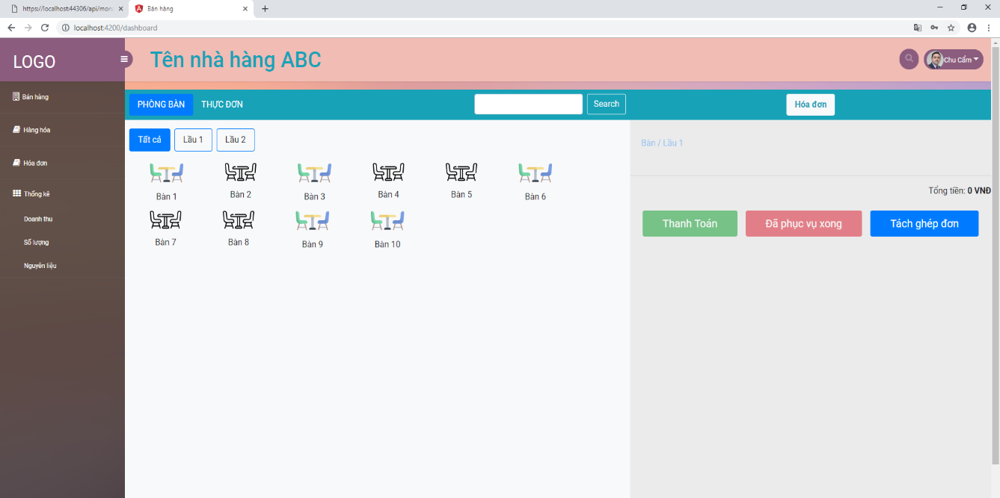 https://localhost:44306/api/mon
Bán hàng
localhost:4200/dashboard
LOGO
Tên nhà hàng ABC
Chu Cẩm
Bán hàng
Hàng hóa
Hóa đơn
Thống kê
Doanh thu
Số lượng
Nguyên liệu
PHÒNG BÀN THỰC ĐƠN Search Hóa đơn
Tất cả Lầu 1 Lầu 2
Bàn 1 Bàn 2 Bàn 3 Bàn 4 Bàn 5 Bàn 6
Bàn 7 Bàn 8 Bàn 9 Bàn 10
Bàn / Lầu 1
Tổng tiền: 0 VNĐ
Thanh Toán Đã phục vụ xong Tách ghép đơn